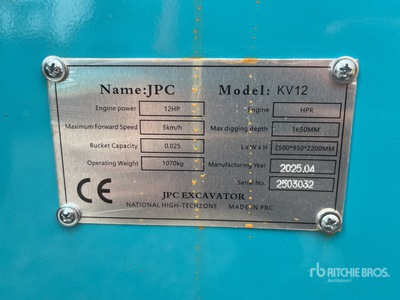 Name:JPC Model: KV12
Engine power 12HP Engine HPR
Maximum Forward Speed 5km/h Max digging depth 1650MM
Bucket Capacity 0.025 L×W×H 2500*950*2200MM
Operating Weight 1070kg Manufacturing Year 2025.04
Serial No. 2503032
CE JPC EXCAVATOR
NATIONAL HIGH-TECHZONE MADE IN PRC
rb RITCHIE BROS.
Auctioneers